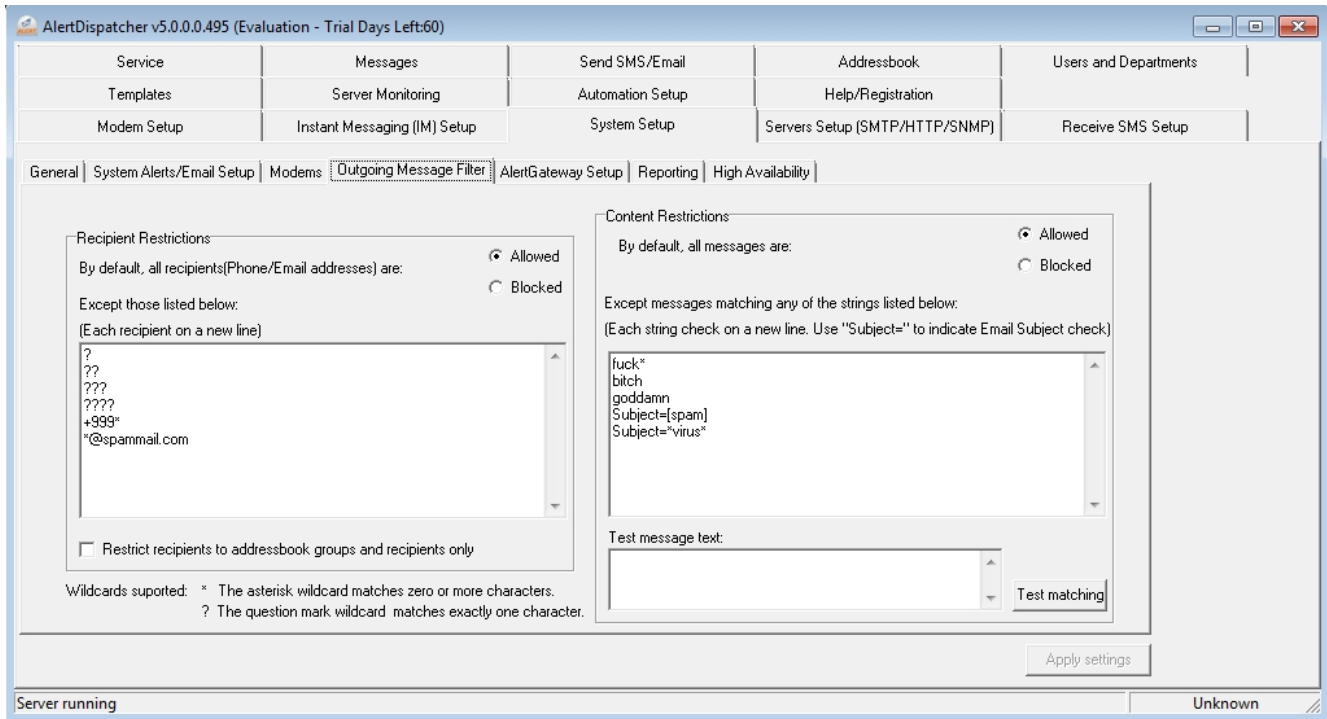 AlertDispatcher v5.0.0.0.495 (Evaluation - Trial Days Left:60)
Service Messages Send SMS/Email Addressbook Users and Departments
Templates Server Monitoring Automation Setup Help/Registration
Modem Setup Instant Messaging (IM) Setup System Setup Servers Setup (SMTP/HTTP/SNMP) Receive SMS Setup
General System Alerts/Email Setup Modems Outgoing Message Filter AlertGateway Setup Reporting High Availability
Recipient Restrictions
By default, all recipients(Phone/Email addresses) are:
Allowed
Blocked
Except those listed below:
(Each recipient on a new line)
?
??
???
????
+999*
*@spammail.com
Restrict recipients to addressbook groups and recipients only
Wildcards suported: * The asterisk wildcard matches zero or more characters.
? The question mark wildcard matches exactly one character.
Content Restrictions
By default, all messages are:
Allowed
Blocked
Except messages matching any of the strings listed below:
(Each string check on a new line. Use "Subject=" to indicate Email Subject check)
fuck*
bitch
goddamn
Subject=[spam]
Subject=*virus*
Test message text:
Test matching
Apply settings
Server running
Unknown